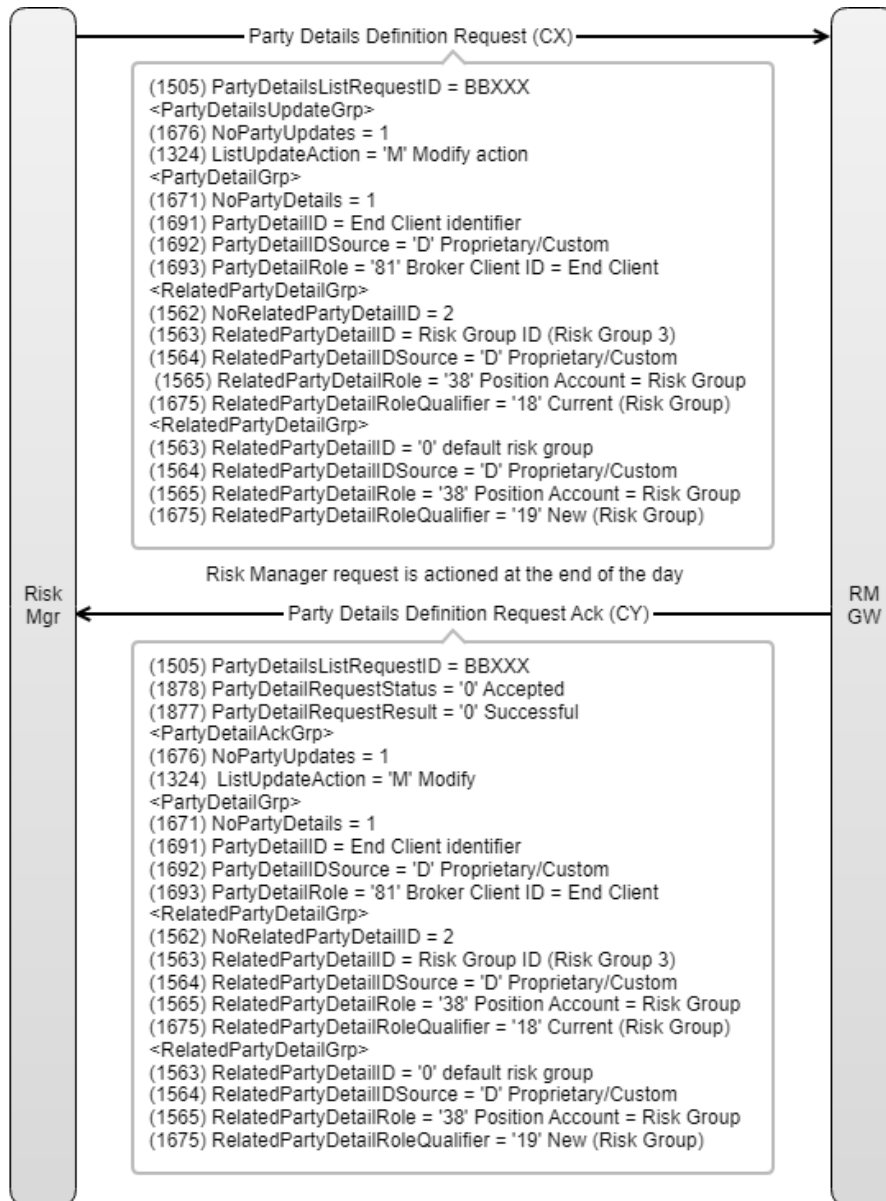 Party Details Definition Request (CX)
(1505) PartyDetailsListRequestID = BBXXX
<PartyDetailsUpdateGrp>
(1676) NoPartyUpdates = 1
(1324) ListUpdateAction = 'M' Modify action
<PartyDetailGrp>
(1671) NoPartyDetails = 1
(1691) PartyDetailID = End Client identifier
(1692) PartyDetailIDSource = 'D' Proprietary/Custom
(1693) PartyDetailRole = '81' Broker Client ID = End Client
<RelatedPartyDetailGrp>
(1562) NoRelatedPartyDetailID = 2
(1563) RelatedPartyDetailID = Risk Group ID (Risk Group 3)
(1564) RelatedPartyDetailIDSource = 'D' Proprietary/Custom
(1565) RelatedPartyDetailRole = '38' Position Account = Risk Group
(1675) RelatedPartyDetailRoleQualifier = '18' Current (Risk Group)
<RelatedPartyDetailGrp>
(1563) RelatedPartyDetailID = '0' default risk group
(1564) RelatedPartyDetailIDSource = 'D' Proprietary/Custom
(1565) RelatedPartyDetailRole = '38' Position Account = Risk Group
(1675) RelatedPartyDetailRoleQualifier = '19' New (Risk Group)
Risk Manager request is actioned at the end of the day
Risk
Mgr
RM
GW
Party Details Definition Request Ack (CY)
(1505) PartyDetailsListRequestID = BBXXX
(1878) PartyDetailRequestStatus = '0' Accepted
(1877) PartyDetailRequestResult = '0' Successful
<PartyDetailAckGrp>
(1676) NoPartyUpdates = 1
(1324) ListUpdateAction = 'M' Modify
<PartyDetailGrp>
(1671) NoPartyDetails = 1
(1691) PartyDetailID = End Client identifier
(1692) PartyDetailIDSource = 'D' Proprietary/Custom
(1693) PartyDetailRole = '81' Broker Client ID = End Client
<RelatedPartyDetailGrp>
(1562) NoRelatedPartyDetailID = 2
(1563) RelatedPartyDetailID = Risk Group ID (Risk Group 3)
(1564) RelatedPartyDetailIDSource = 'D' Proprietary/Custom
(1565) RelatedPartyDetailRole = '38' Position Account = Risk Group
(1675) RelatedPartyDetailRoleQualifier = '18' Current (Risk Group)
<RelatedPartyDetailGrp>
(1563) RelatedPartyDetailID = '0' default risk group
(1564) RelatedPartyDetailIDSource = 'D' Proprietary/Custom
(1565) RelatedPartyDetailRole = '38' Position Account = Risk Group
(1675) RelatedPartyDetailRoleQualifier = '19' New (Risk Group)